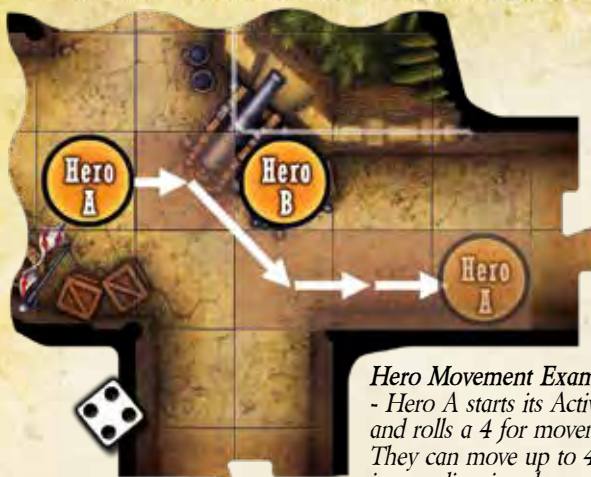 Hero
A
Hero
B
Hero
A
Hero Movement Exam
- Hero A starts its Activ
and rolls a 4 for mover
They can move up to 4